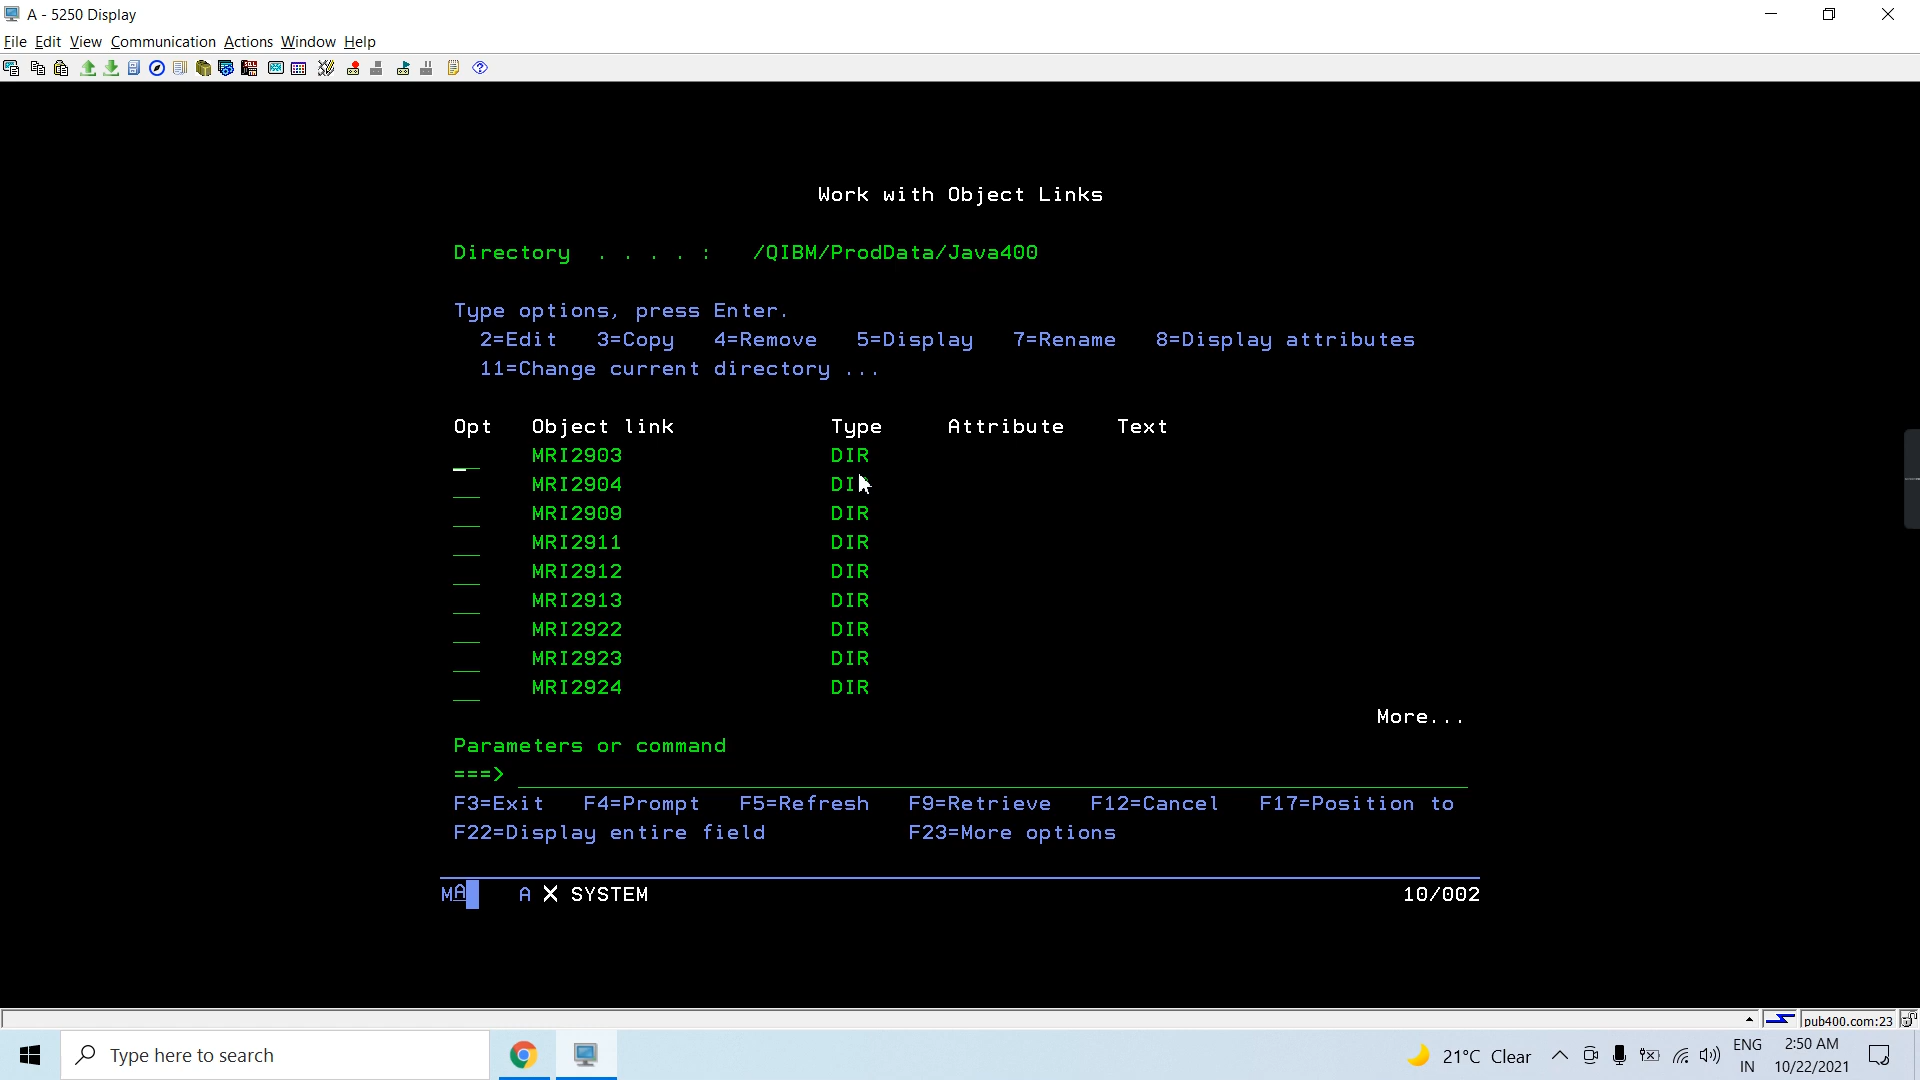 A - 5250 Display
File Edit View Communication Actions Window Help
Work with Object Links
Directory . . . . : /QIBM/ProdData/Java400
Type options, press Enter.
2=Edit 3=Copy 4=Remove 5=Display 7=Rename 8=Display attributes
11=Change current directory ...
Opt Object link Type Attribute Text
MRI2903 DIR
MRI2904 DIR
MRI2909 DIR
MRI2911 DIR
MRI2912 DIR
MRI2913 DIR
MRI2922 DIR
MRI2923 DIR
MRI2924 DIR
More...
Parameters or command
===>
F3=Exit F4=Prompt F5=Refresh F9=Retrieve F12=Cancel F17=Position to
F22=Display entire field F23=More options
MA A X SYSTEM 10/002
pub400.com:23
Type here to search
21°C Clear
ENG
IN
2:50 AM
10/22/2021